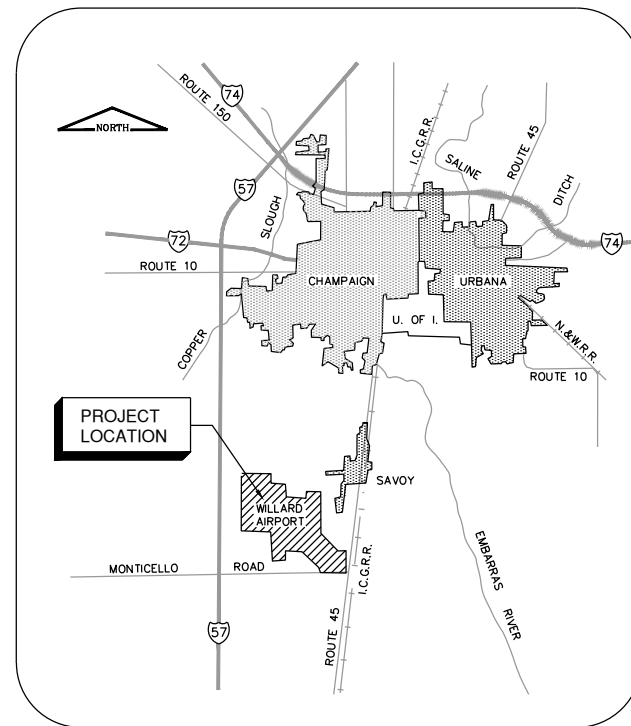 74
ROUTE 150
NORTH
I.C.G.R.R.
SALINE
ROUTE 45
DITCH
57
SLOUGH
72
74
ROUTE 10
CHAMPAIGN
URBANA
U. OF I.
COPPER
N.&W.R.R.
ROUTE 10
PROJECT
LOCATION
SAVOY
WILLARD
AIRPORT
EMBARRAS
RIVER
MONTICELLO ROAD
I.C.G.R.R.
57
ROUTE 45